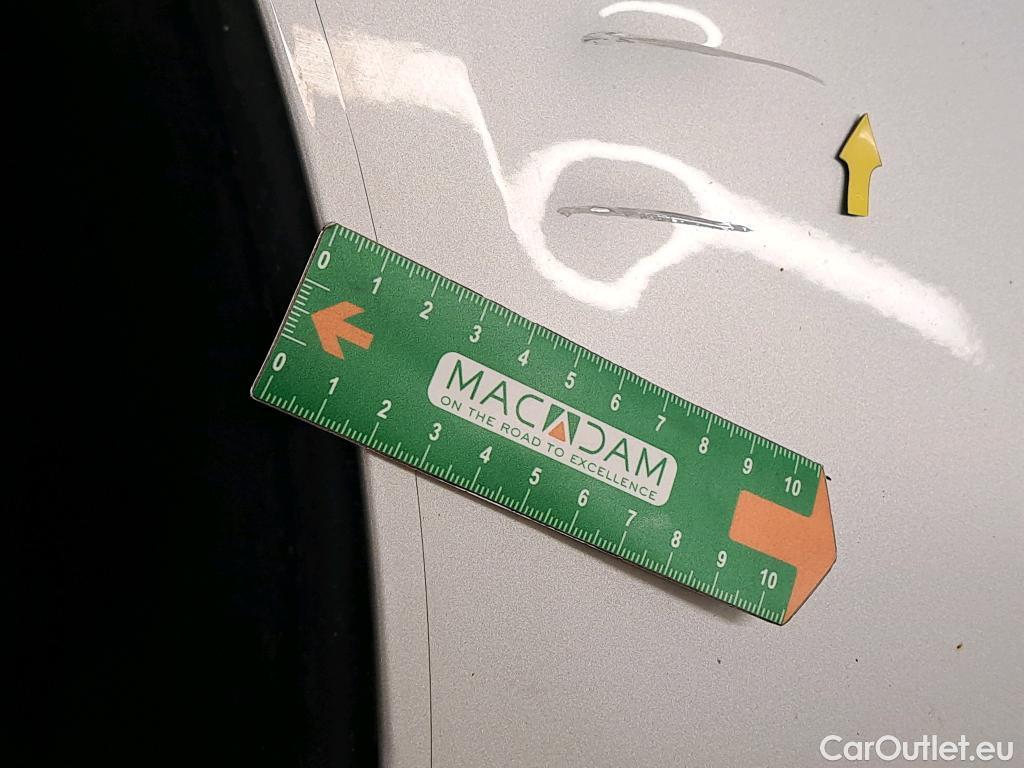 0 1 2 3 4 5 6 7 8 9 10
MACADAM
ON THE ROAD TO EXCELLENCE
0 1 2 3 4 5 6 7 8 9 10
CarOutlet.eu